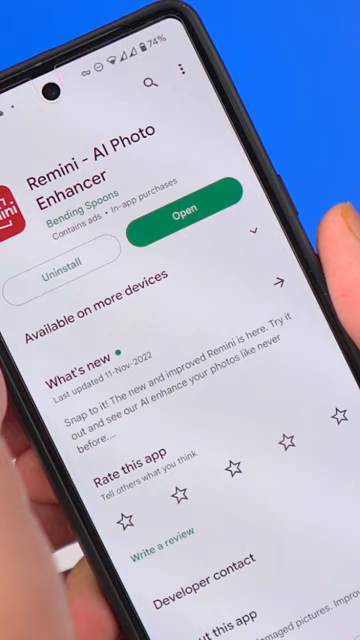 74%
Remini - AI Photo
Enhancer
Bending Spoons
Contains ads • In-app purchases
Uninstall
Open
Available on more devices
What's new
Last updated 11-Nov-2022
Snap to it! The new and improved Remini is here. Try it
out and see our AI enhance your photos like never
before....
Rate this app
Tell others what you think
Write a review
Developer contact
ut this app
damaged pictures. Improv